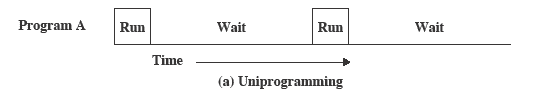 Program A Run Wait Run Wait
Time
(a) Uniprogramming